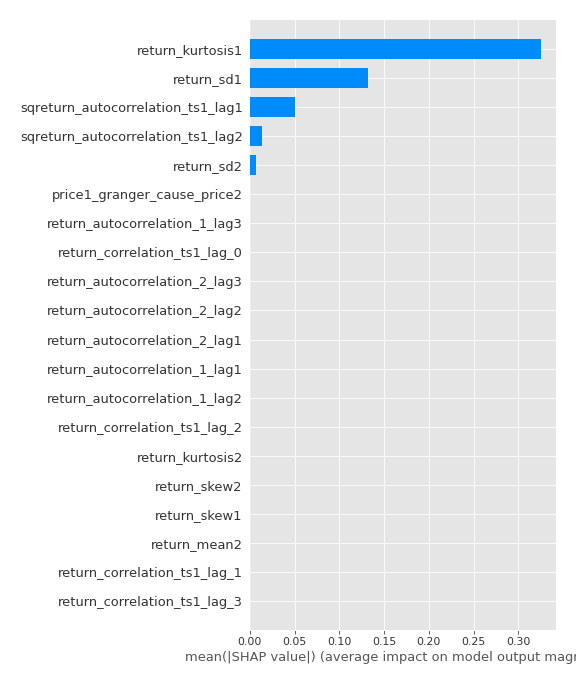 return_kurtosis1
return_sd1
sqreturn_autocorrelation_ts1_lag1
sqreturn_autocorrelation_ts1_lag2
return_sd2
price1_granger_cause_price2
return_autocorrelation_1_lag3
return_correlation_ts1_lag_0
return_autocorrelation_2_lag3
return_autocorrelation_2_lag2
return_autocorrelation_2_lag1
return_autocorrelation_1_lag1
return_autocorrelation_1_lag2
return_correlation_ts1_lag_2
return_kurtosis2
return_skew2
return_skew1
return_mean2
return_correlation_ts1_lag_1
return_correlation_ts1_lag_3
0.00 0.05 0.10 0.15 0.20 0.25 0.30
mean(|SHAP value|) (average impact on model output magn